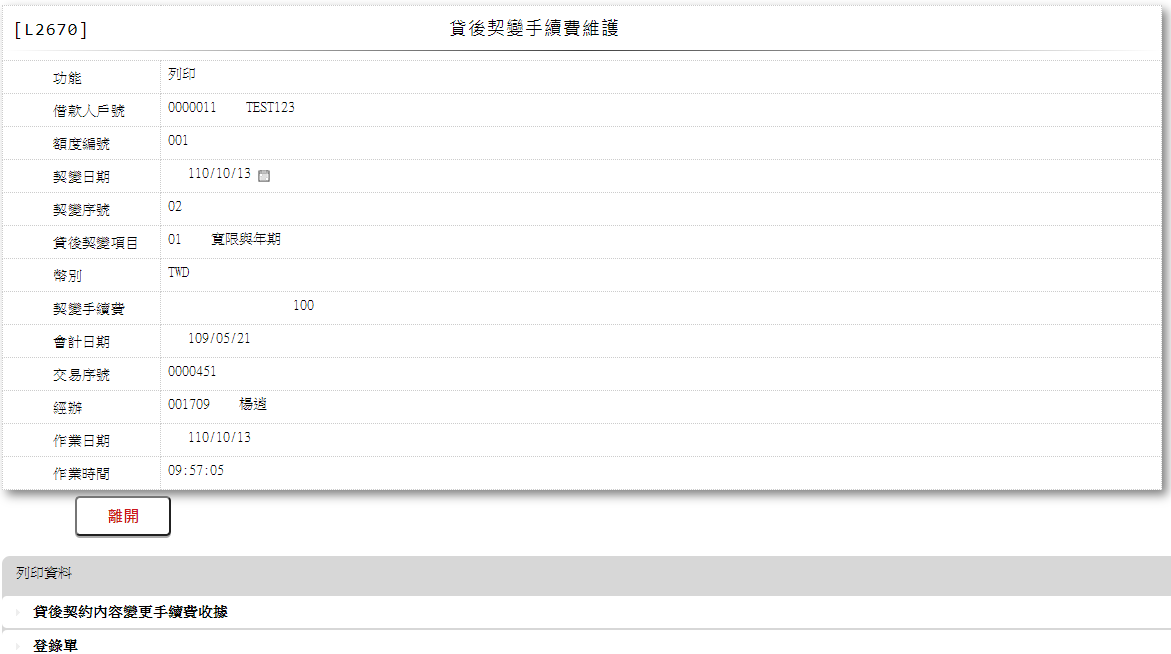 [L2670] 貸後契變手續費維護
功能 列印
借款人戶號 0000011 TEST123
額度編號 001
契變日期 110/10/13
契變序號 02
貸後契變項目 01 寬限與年期
幣別 TWD
契變手續費 100
會計日期 109/05/21
交易序號 0000451
經辦 001709 楊逍
作業日期 110/10/13
作業時間 09:57:05
離開
列印資料
貸後契約內容變更手續費收據
登錄單